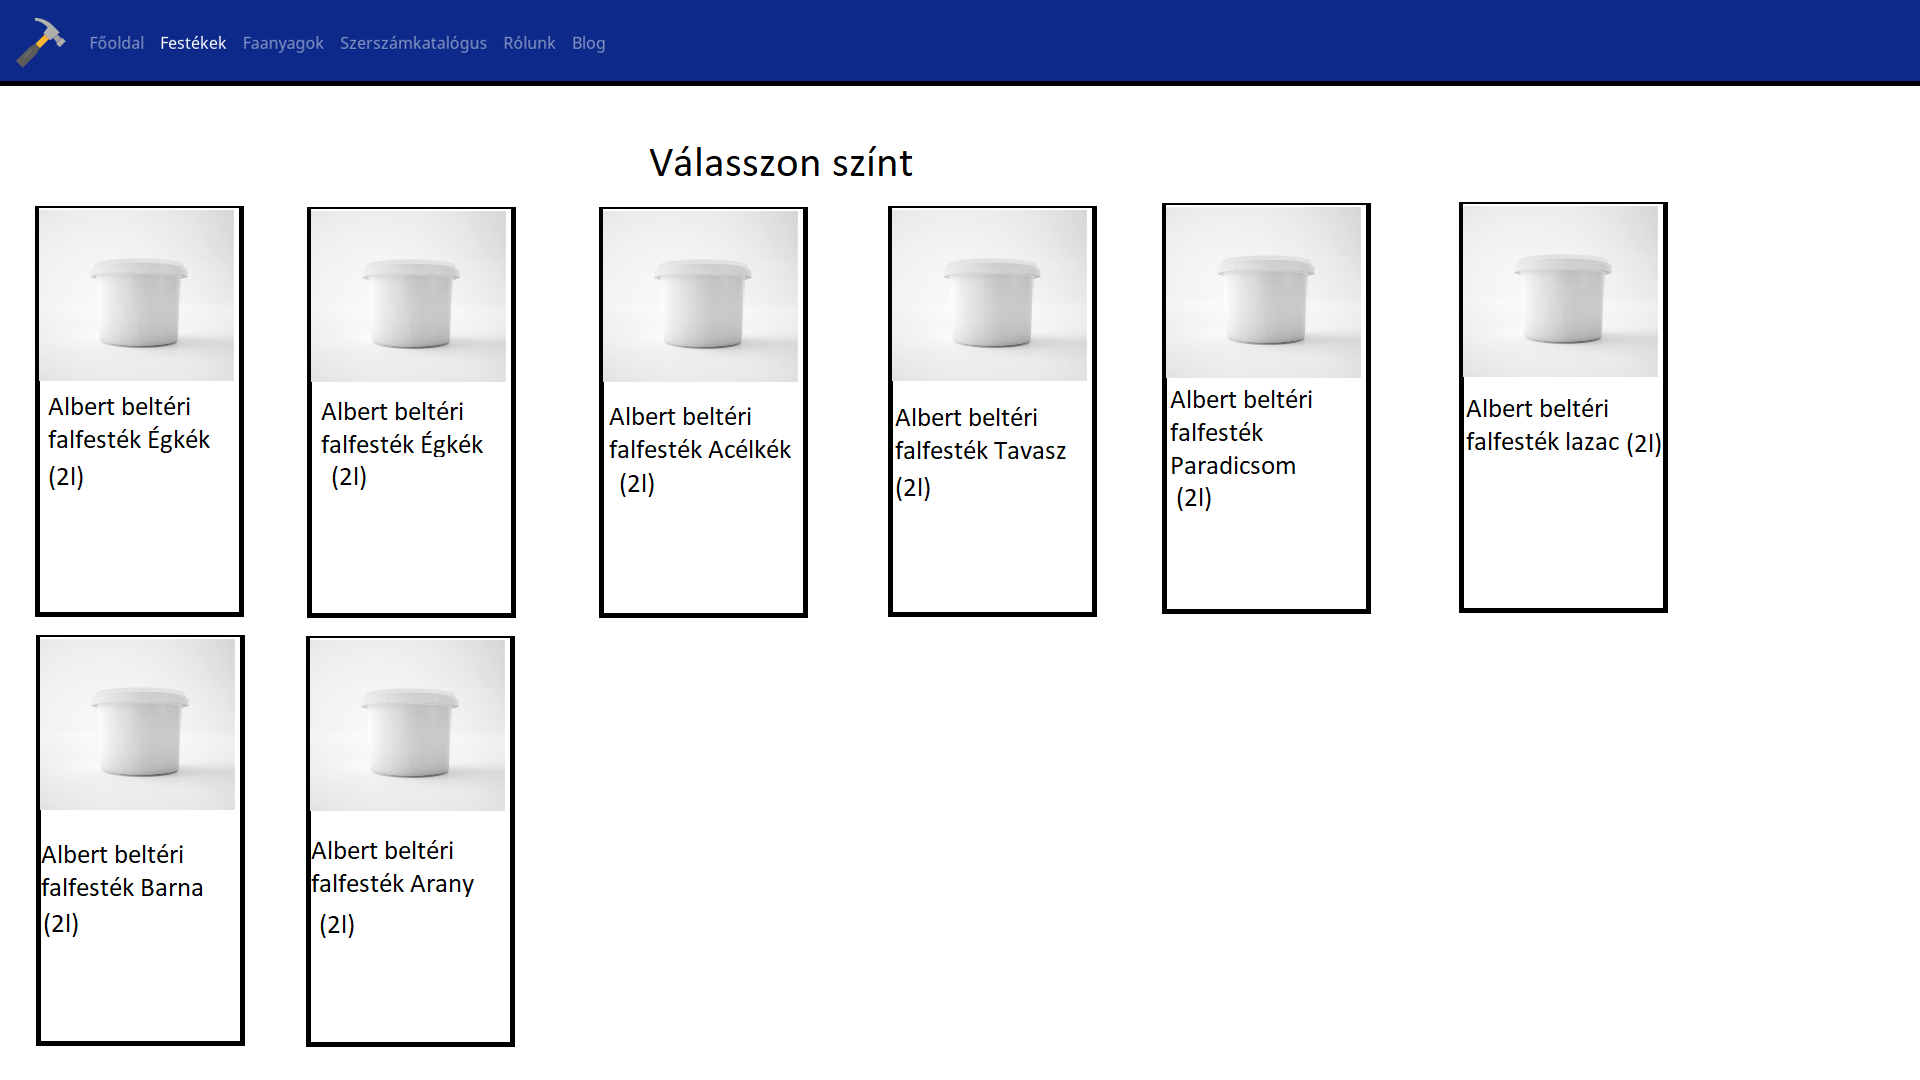 Főoldal Festékek Faanyagok Szerszámkatalógus Rólunk Blog
Válasszon színt
Albert beltéri
falfesték Égkék
(2l)
Albert beltéri
falfesték Égkék
(2l)
Albert beltéri
falfesték Acélkék
(2l)
Albert beltéri
falfesték Tavasz
(2l)
Albert beltéri
falfesték
Paradicsom
(2l)
Albert beltéri
falfesték lazac (2l)
Albert beltéri
falfesték Barna
(2l)
Albert beltéri
falfesték Arany
(2l)